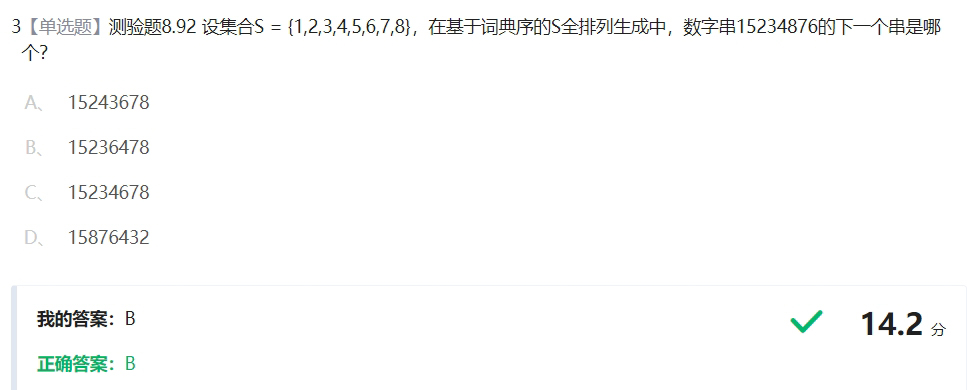 3【单选题】测验题8.92 设集合S = {1,2,3,4,5,6,7,8}，在基于词典序的S全排列生成中，数字串15234876的下一个串是哪
个?
A、 15243678
B、 15236478
C、 15234678
D、 15876432
我的答案：B 14.2 分
正确答案：B